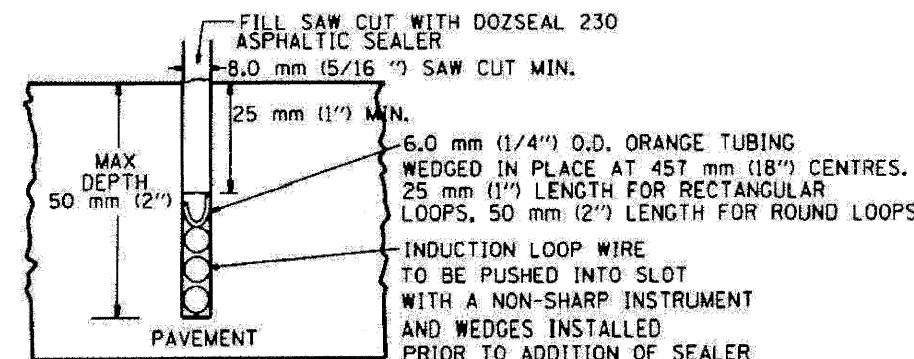 FILL SAW CUT WITH DOZSEAL 230
ASPHALTIC SEALER
8.0 mm (5/16 ") SAW CUT MIN.
25 mm (1") MIN.
MAX
DEPTH
50 mm (2")
6.0 mm (1/4") O.D. ORANGE TUBING
WEDGED IN PLACE AT 457 mm (18") CENTRES.
25 mm (1") LENGTH FOR RECTANGULAR
LOOPS, 50 mm (2") LENGTH FOR ROUND LOOPS
INDUCTION LOOP WIRE
TO BE PUSHED INTO SLOT
WITH A NON-SHARP INSTRUMENT
AND WEDGES INSTALLED
PRIOR TO ADDITION OF SEALER
PAVEMENT